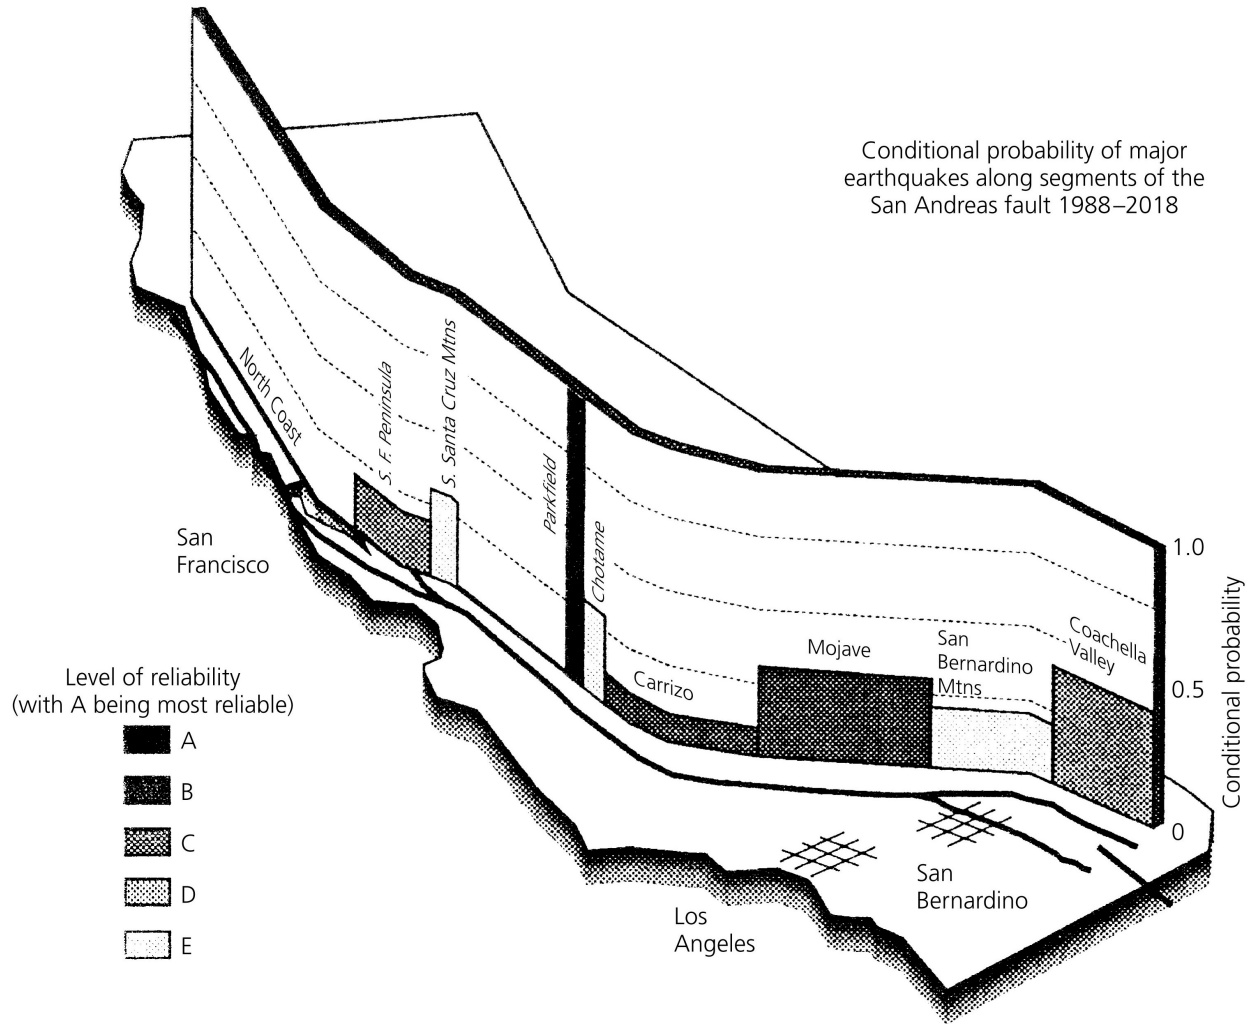 Conditional probability of major
earthquakes along segments of the
San Andreas fault 1988–2018
North Coast
S. F. Peninsula
S. Santa Cruz Mtns
Parkfield
Chotame
Carrizo
Mojave
San
Bernardino
Mtns
Coachella
Valley
1.0
0.5
0
Conditional probability
San
Francisco
Los
Angeles
San
Bernardino
Level of reliability
(with A being most reliable)
A
B
C
D
E